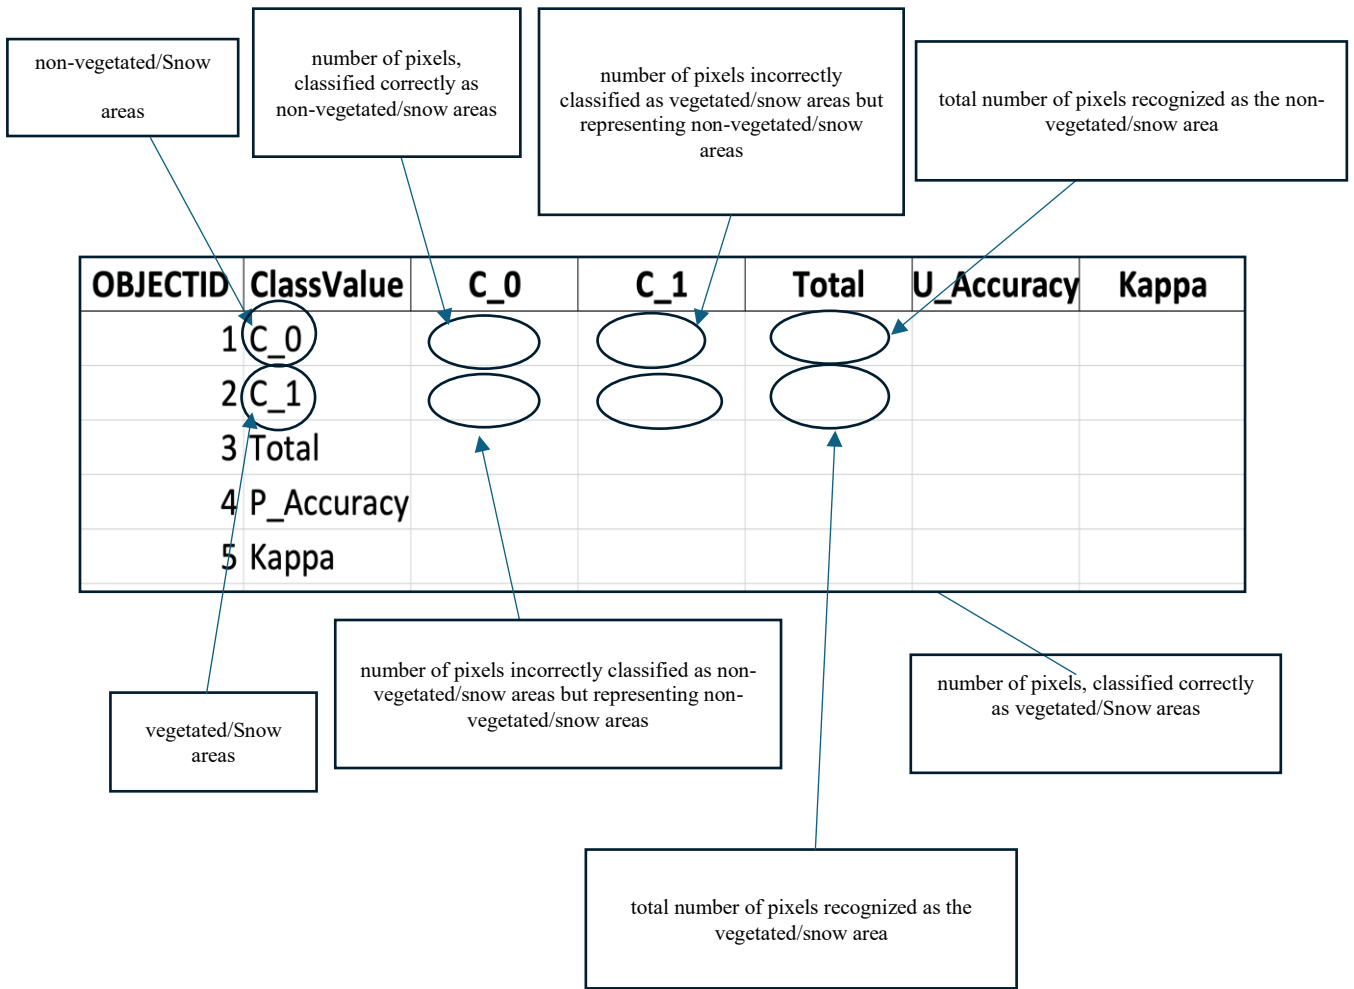 non-vegetated/Snow
areas
number of pixels,
classified correctly as
non-vegetated/snow areas
number of pixels incorrectly
classified as vegetated/snow areas but
representing non-vegetated/snow
areas
total number of pixels recognized as the non-
vegetated/snow area
OBJECTID ClassValue C_0 C_1 Total U_Accuracy Kappa
1 C_0
2 C_1
3 Total
4 P_Accuracy
5 Kappa
number of pixels incorrectly classified as non-
vegetated/snow areas but representing non-
vegetated/snow areas
number of pixels, classified correctly
as vegetated/Snow areas
vegetated/Snow
areas
total number of pixels recognized as the
vegetated/snow area